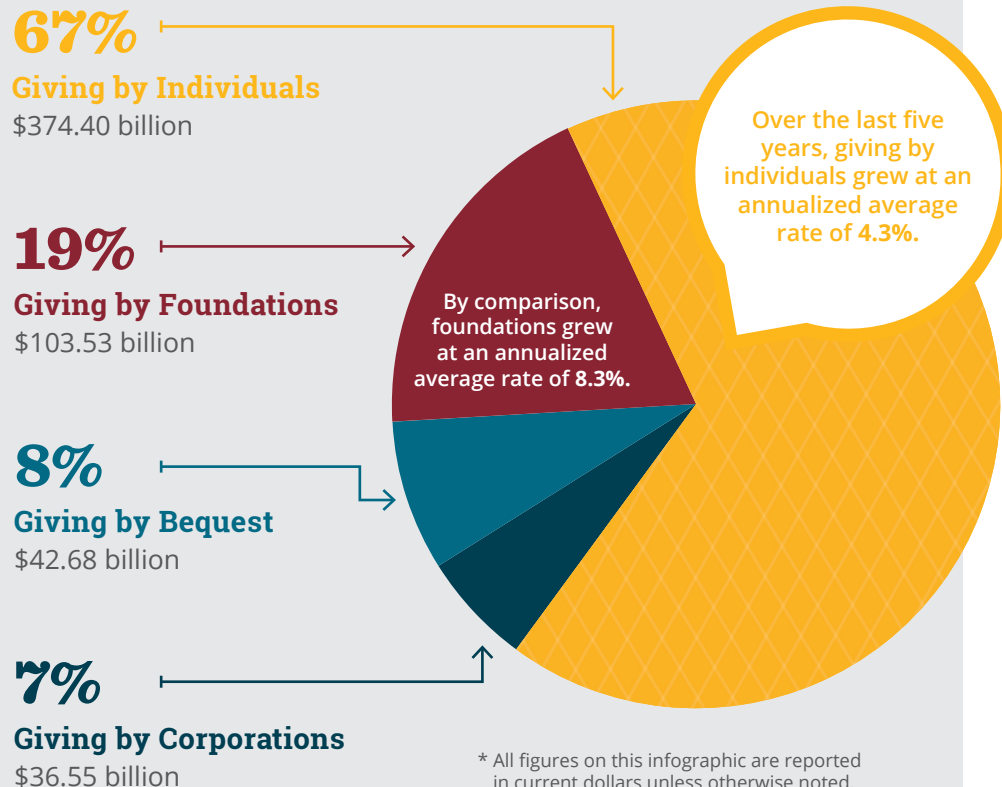 67%
Giving by Individuals
$374.40 billion
Over the last five
years, giving by
individuals grew at an
annualized average
rate of 4.3%.
19%
Giving by Foundations
$103.53 billion
By comparison,
foundations grew
at an annualized
average rate of 8.3%.
8%
Giving by Bequest
$42.68 billion
7%
Giving by Corporations
$36.55 billion
* All figures on this infographic are reported
in current dollars unless otherwise noted